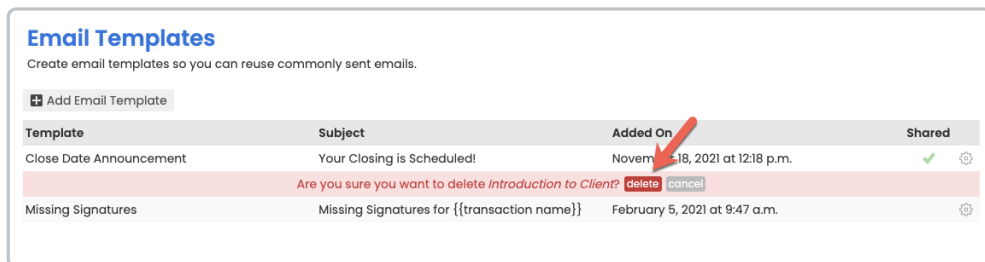 Email Templates
Create email templates so you can reuse commonly sent emails.
Add Email Template
Template Subject Added On Shared
Close Date Announcement Your Closing is Scheduled! November 18, 2021 at 12:18 p.m.
Are you sure you want to delete Introduction to Client? delete cancel
Missing Signatures Missing Signatures for {{transaction name}} February 5, 2021 at 9:47 a.m.